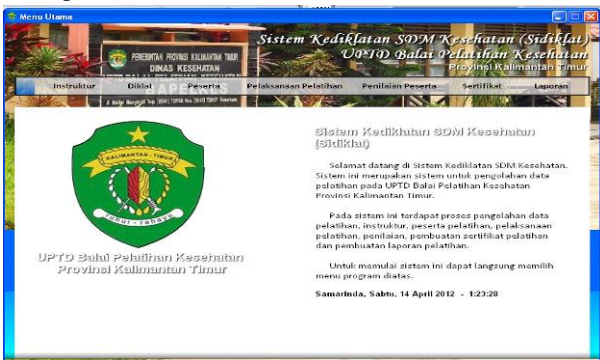 Menu Utama
Sistem Kediklatan SDM Kesehatan (Sidiklat)
UPTD Balai Pelatihan Kesehatan
Provinsi Kalimantan Timur
PEMERINTAH PROVINSI KALIMANTAN TIMUR
DINAS KESEHATAN
Instruktur Diklat Peserta Pelaksanaan Pelatihan Penilaian Peserta Sertifikat Laporan
Sistem Kediklatan SDM Kesehatan
(Sidiklat)
Selamat datang di Sistem Kediklatan SDM Kesehatan.
Sistem ini merupakan sistem untuk pengolahan data
pelatihan pada UPTD Balai Pelatihan Kesehatan
Provinsi Kalimantan Timur.
Pada sistem ini terdapat proses pengolahan data
pelatihan, instruktur, peserta pelatihan, pelaksanaan
pelatihan, penilaian, pembuatan sertifikat pelatihan
dan pembuatan laporan pelatihan.
Untuk memulai sistem ini dapat langsung memilih
menu program diatas.
Samarinda, Sabtu, 14 April 2012 - 1:23:28
KALIMANTAN-TIMUR
ruhui - rahayu
UPTD Balai Pelatihan Kesehatan
Provinsi Kalimantan Timur